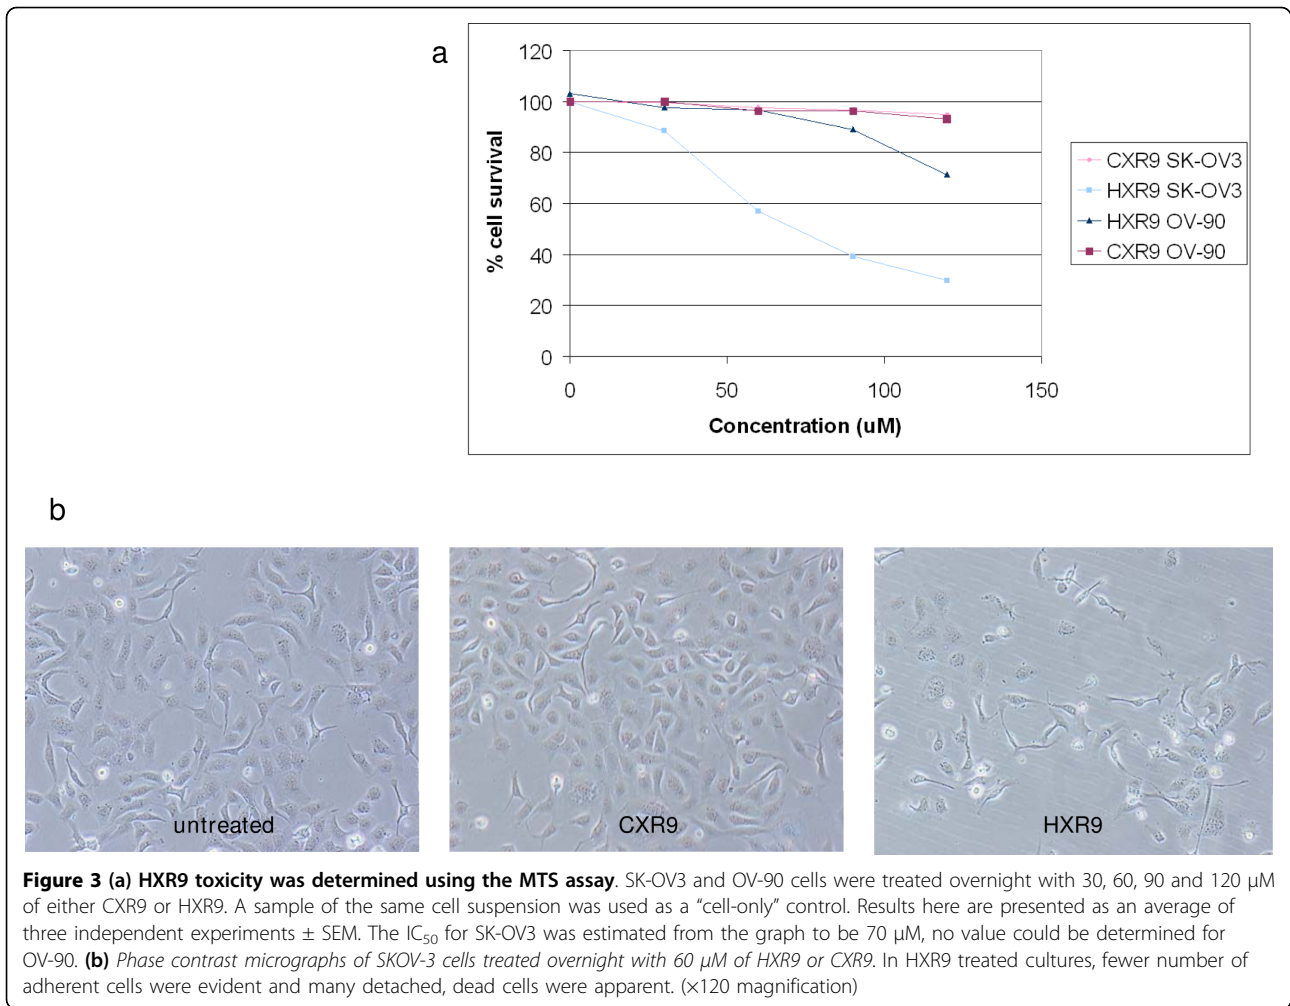 a
120
100
80
60
40
20
0
% cell survival
0 50 100 150
Concentration (uM)
CXR9 SK-OV3
HXR9 SK-OV3
HXR9 OV-90
CXR9 OV-90
b
untreated
CXR9
HXR9
Figure 3 (a) HXR9 toxicity was determined using the MTS assay. SK-OV3 and OV-90 cells were treated overnight with 30, 60, 90 and 120 μM
of either CXR9 or HXR9. A sample of the same cell suspension was used as a “cell-only” control. Results here are presented as an average of
three independent experiments ± SEM. The IC50 for SK-OV3 was estimated from the graph to be 70 μM, no value could be determined for
OV-90. (b) Phase contrast micrographs of SKOV-3 cells treated overnight with 60 μM of HXR9 or CXR9. In HXR9 treated cultures, fewer number of
adherent cells were evident and many detached, dead cells were apparent. (×120 magnification)